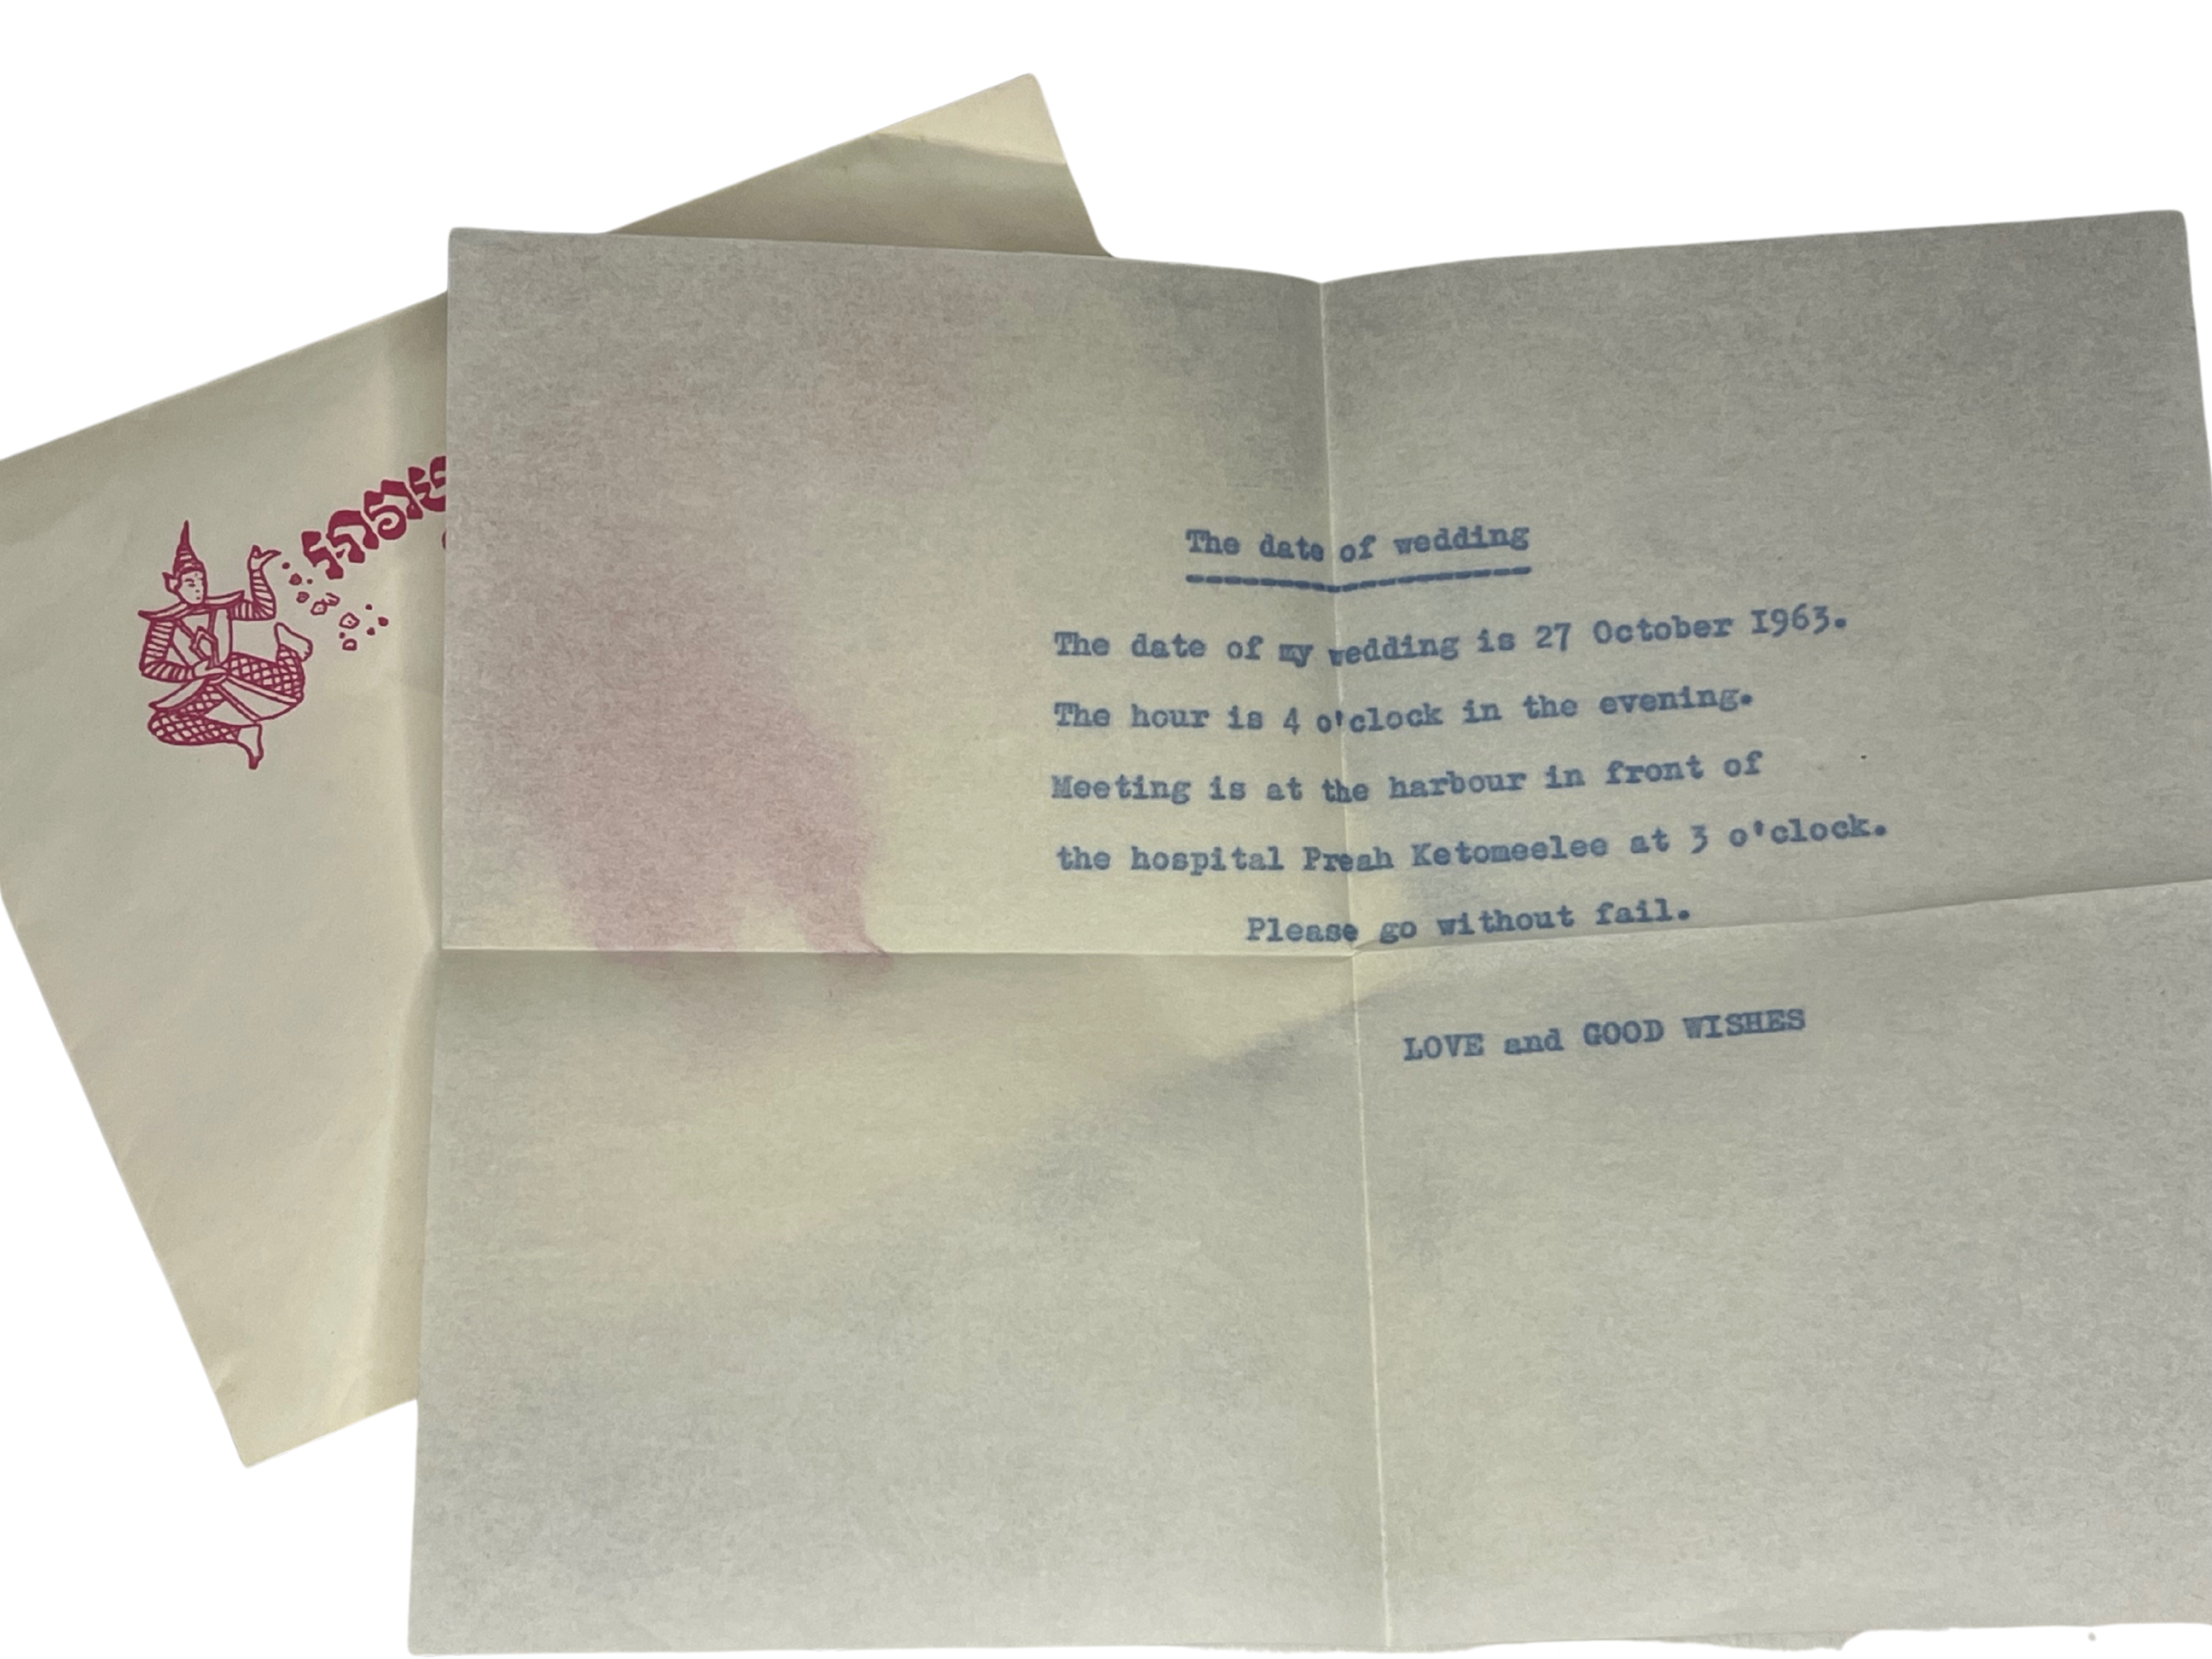 The date of wedding
The date of my wedding is 27 October 1963.
The hour is 4 o'clock in the evening.
Meeting is at the harbour in front of
the hospital Preah Ketomeelee at 3 o'clock.
Please go without fail.
LOVE and GOOD WISHES